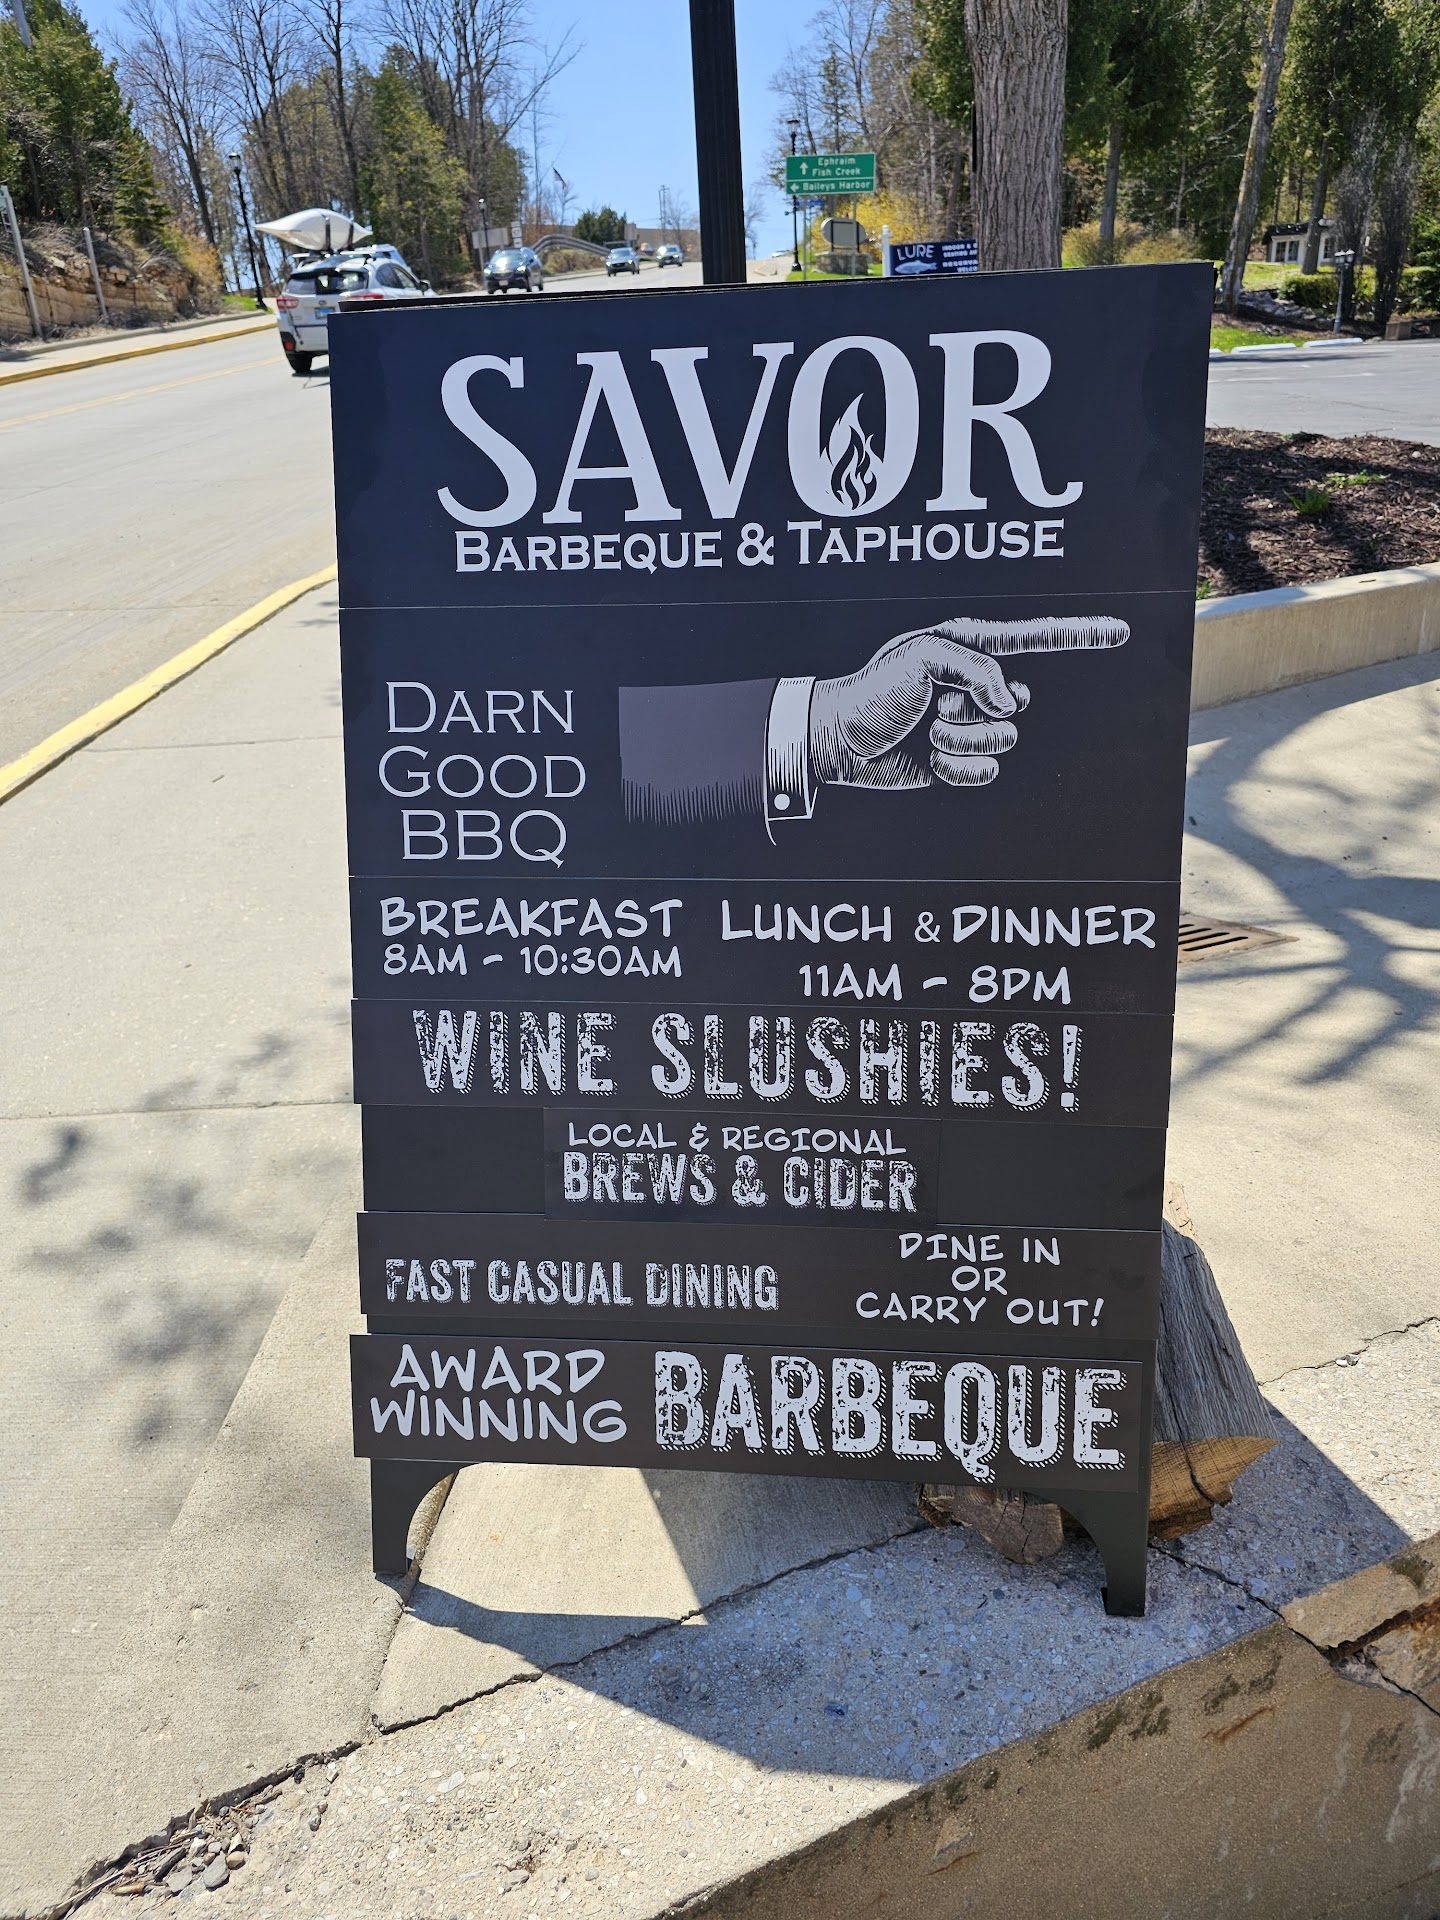 Ephraim
Fish Creek
Baileys Harbor
LURE
SAVOR
BARBEQUE & TAPHOUSE
DARN
GOOD
BBQ
BREAKFAST
8AM - 10:30AM
LUNCH & DINNER
11AM - 8PM
WINE SLUSHIES!
LOCAL & REGIONAL
BREWS & CIDER
FAST CASUAL DINING
DINE IN
OR
CARRY OUT!
AWARD
WINNING
BARBEQUE